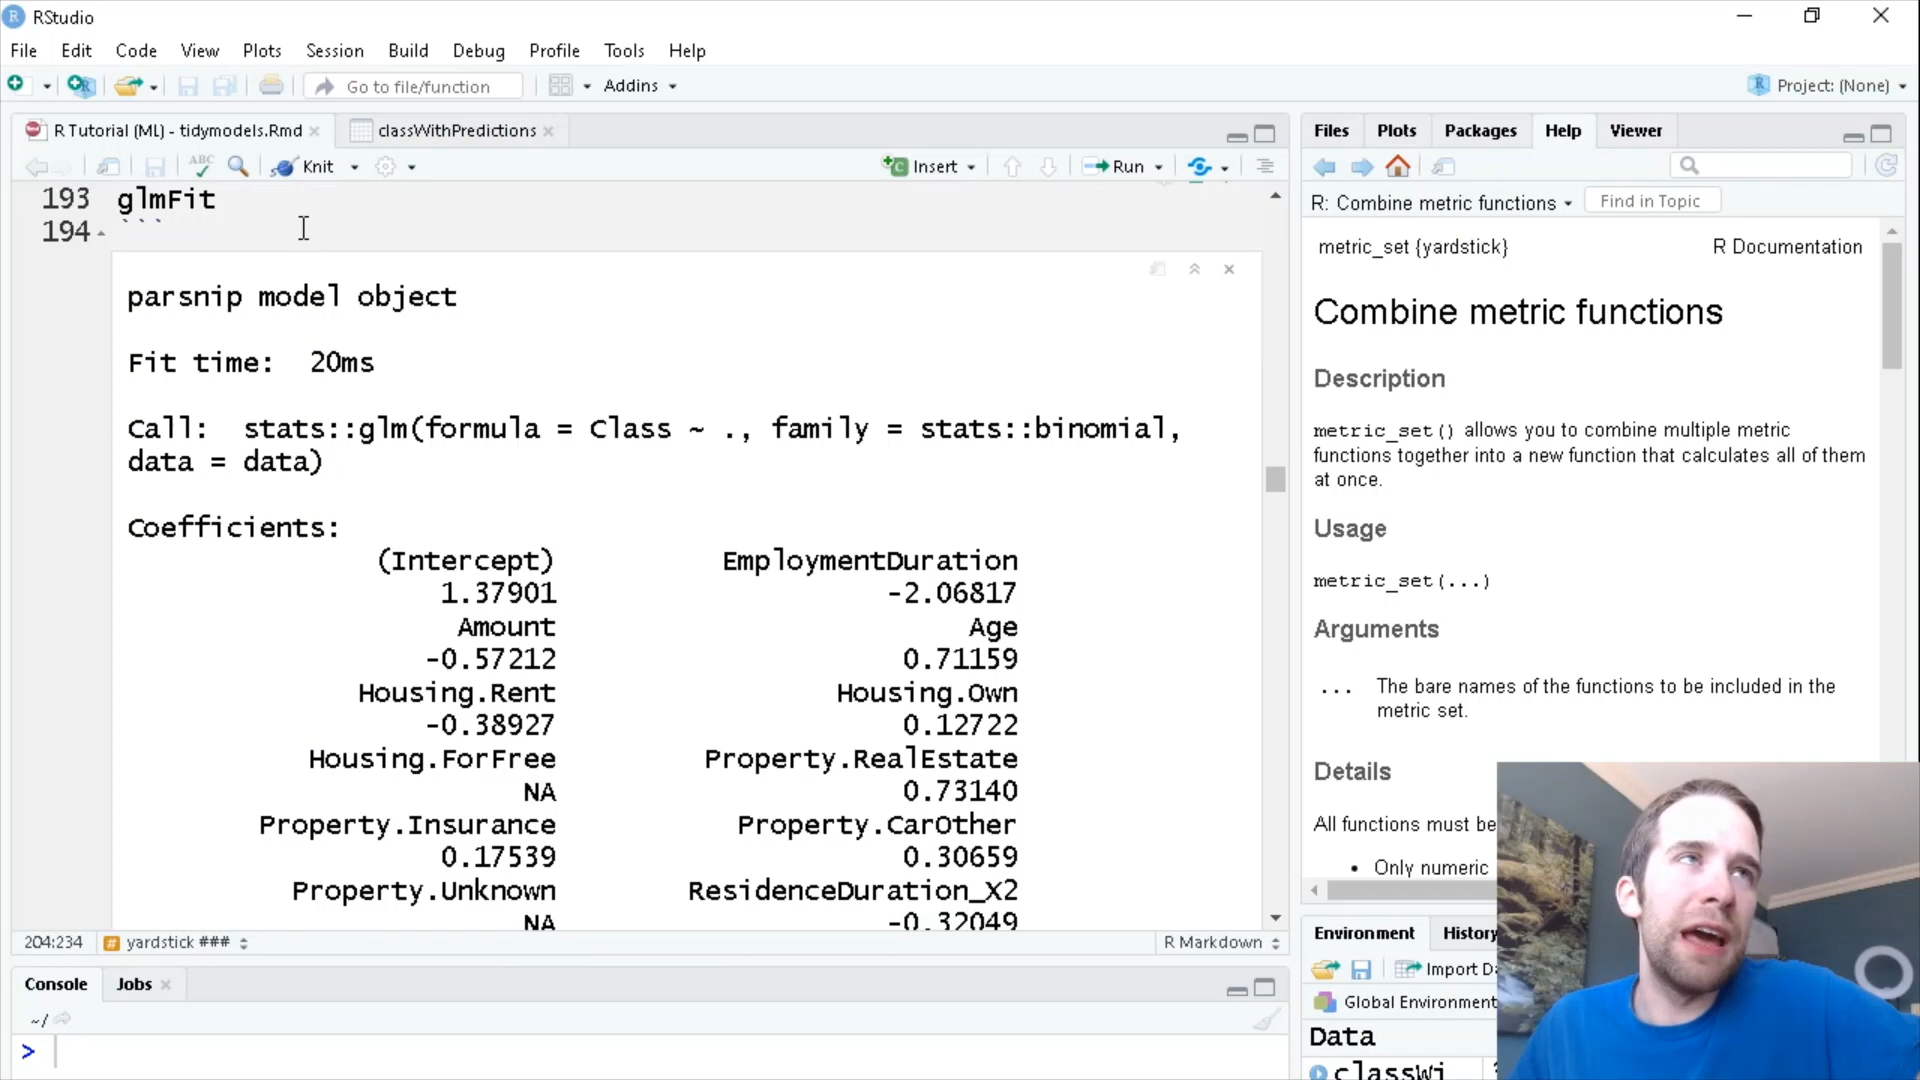 RStudio
File Edit Code View Plots Session Build Debug Profile Tools Help
Go to file/function Addins Project: (None)
R Tutorial (ML) - tidymodels.Rmd classWithPredictions
ABC Knit Insert Run
193 glmFit
194 ```
parsnip model object
Fit time:  20ms
Call:  stats::glm(formula = Class ~ ., family = stats::binomial,
data = data)
Coefficients:
(Intercept) EmploymentDuration
1.37901 -2.06817
Amount Age
-0.57212 0.71159
Housing.Rent Housing.Own
-0.38927 0.12722
Housing.ForFree Property.RealEstate
NA 0.73140
Property.Insurance Property.CarOther
0.17539 0.30659
Property.Unknown ResidenceDuration_X2
NA -0.32049
204:234 # yardstick ### R Markdown
Console Jobs
~/
>
Files Plots Packages Help Viewer
R: Combine metric functions Find in Topic
metric_set {yardstick} R Documentation
Combine metric functions
Description
metric_set() allows you to combine multiple metric
functions together into a new function that calculates all of them
at once.
Usage
metric_set(...)
Arguments
... The bare names of the functions to be included in the
metric set.
Details
All functions must be
• Only numeric
Environment History
Import Da
Global Environment
Data
classWi